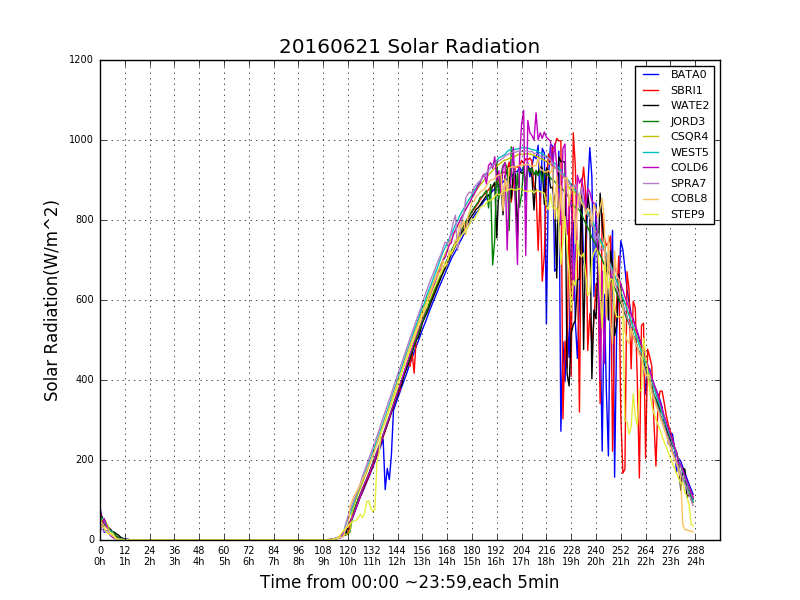 20160621 Solar Radiation
1200
1000
800
600
400
200
0
Solar Radiation(W/m^2)
BATA0
SBRI1
WATE2
JORD3
CSQR4
WEST5
COLD6
SPRA7
COBL8
STEP9
0 12 24 36 48 60 72 84 96 108 120 132 144 156 168 180 192 204 216 228 240 252 264 276 288
0h 1h 2h 3h 4h 5h 6h 7h 8h 9h 10h 11h 12h 13h 14h 15h 16h 17h 18h 19h 20h 21h 22h 23h 24h
Time from 00:00 ~23:59,each 5min